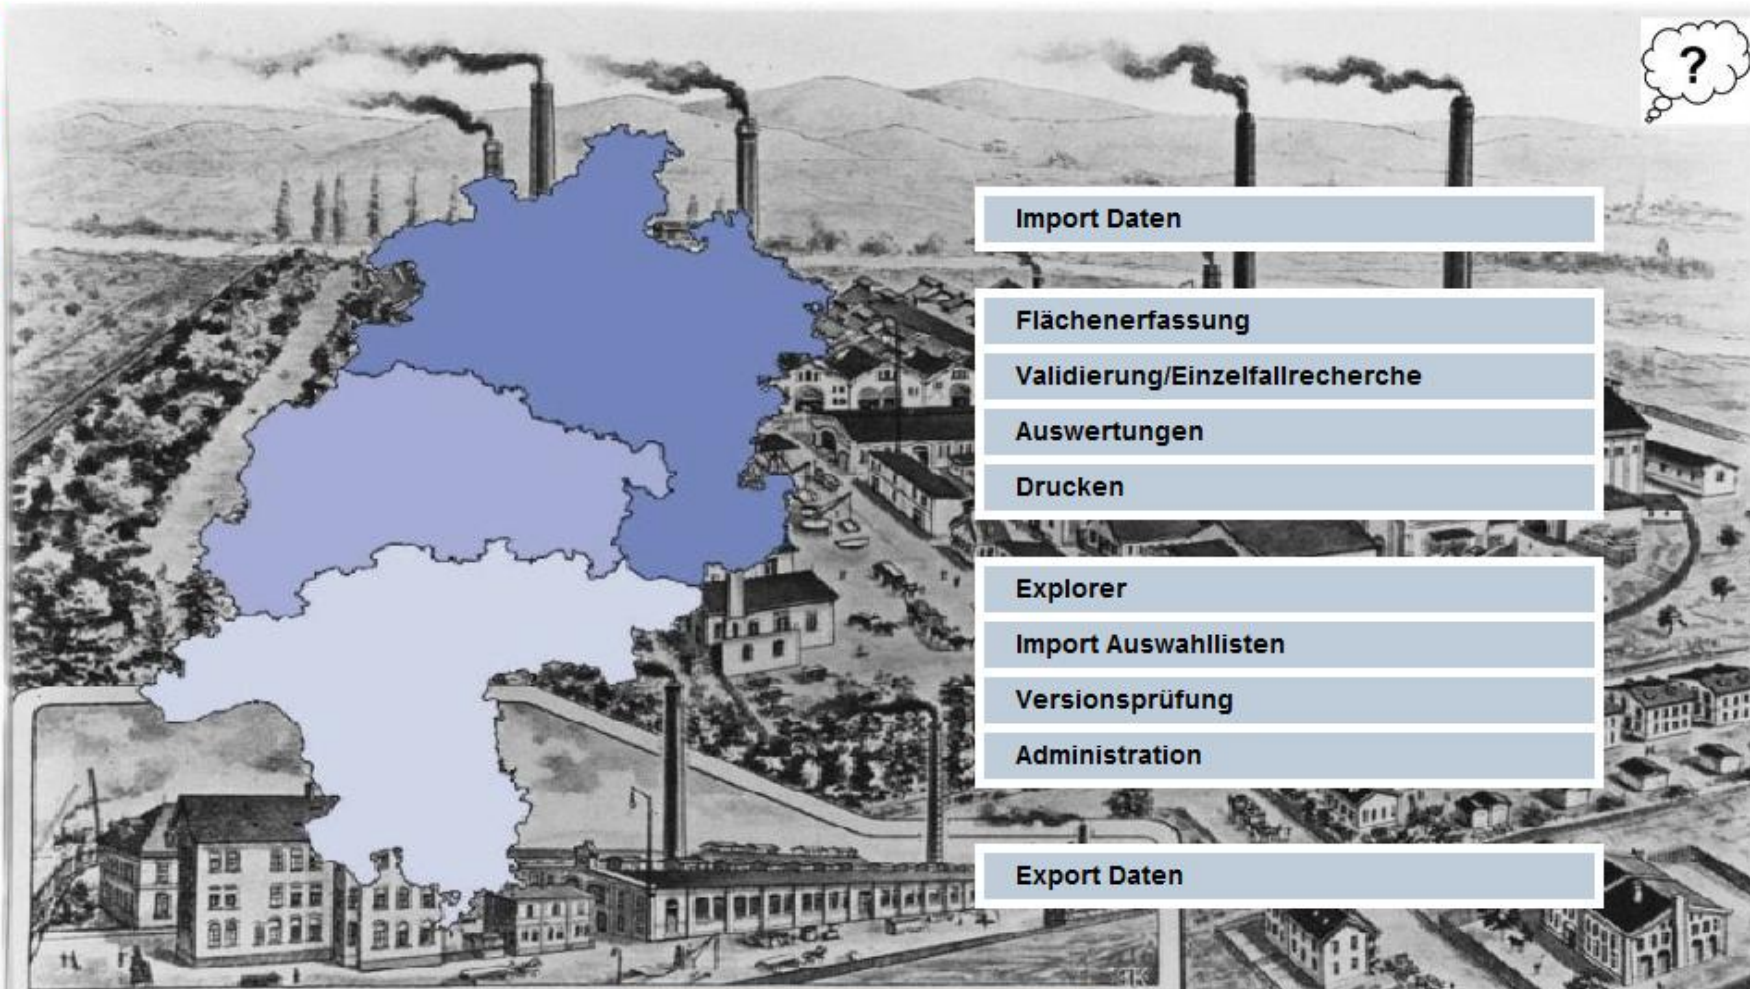 ?
Import Daten
Flächenerfassung
Validierung/Einzelfallrecherche
Auswertungen
Drucken
Explorer
Import Auswahllisten
Versionsprüfung
Administration
Export Daten